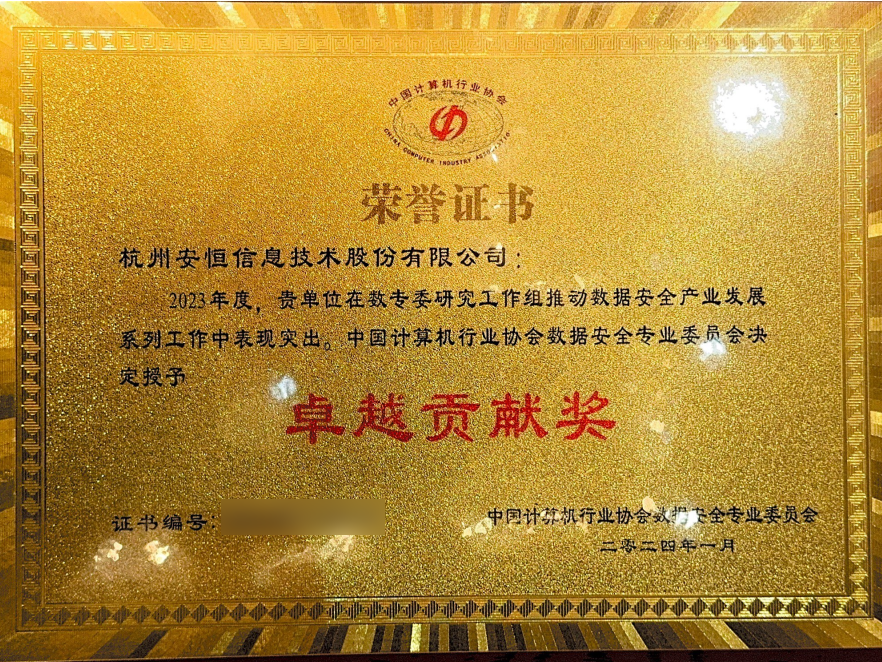 中国计算机行业协会
CHINA COMPUTER INDUSTRY
荣誉证书
杭州安恒信息技术股份有限公司：
2023年度，贵单位在数专委研究工作组推动数据安全产业发展
系列工作中表现突出。中国计算机行业协会数据安全专业委员会决
定授予
卓越贡献奖
证书编号：
中国计算机行业协会数据安全专业委员会
二零二四年一月